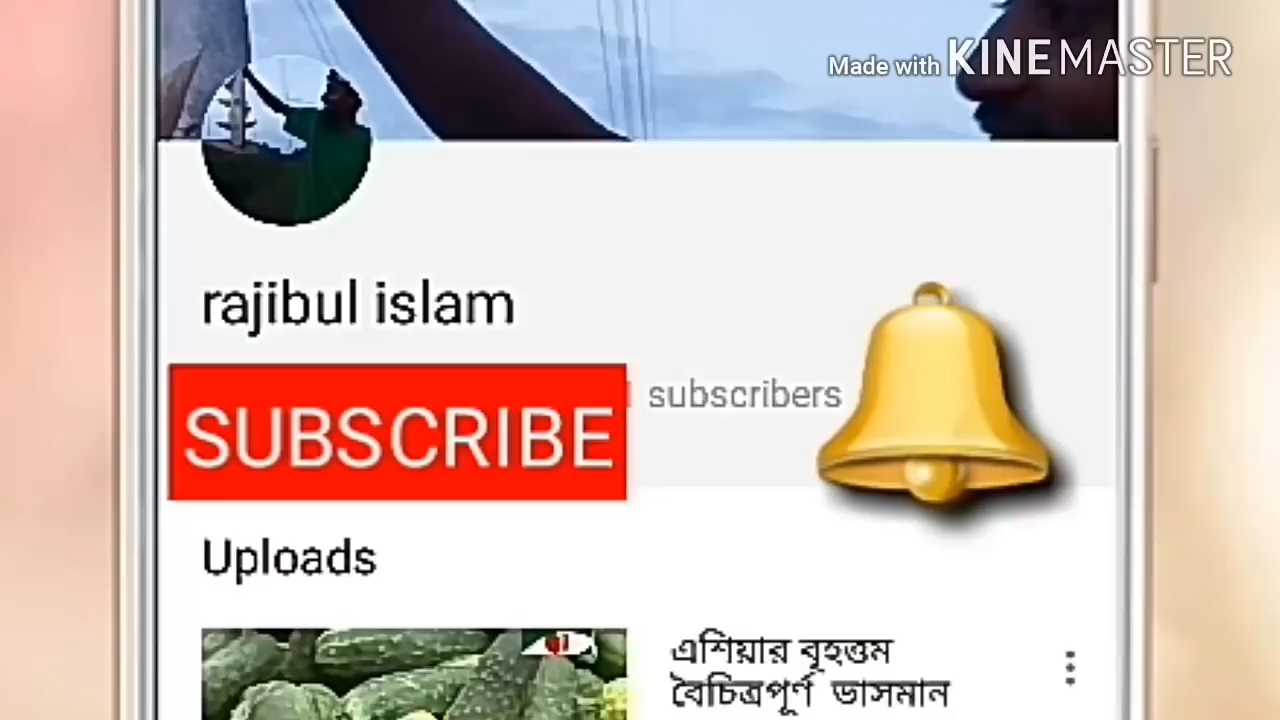 Made with KINEMASTER
rajibul islam
subscribers
SUBSCRIBE
Uploads
এশিয়ার বৃহত্তম
বৈচিত্রপূর্ণ ভাসমান